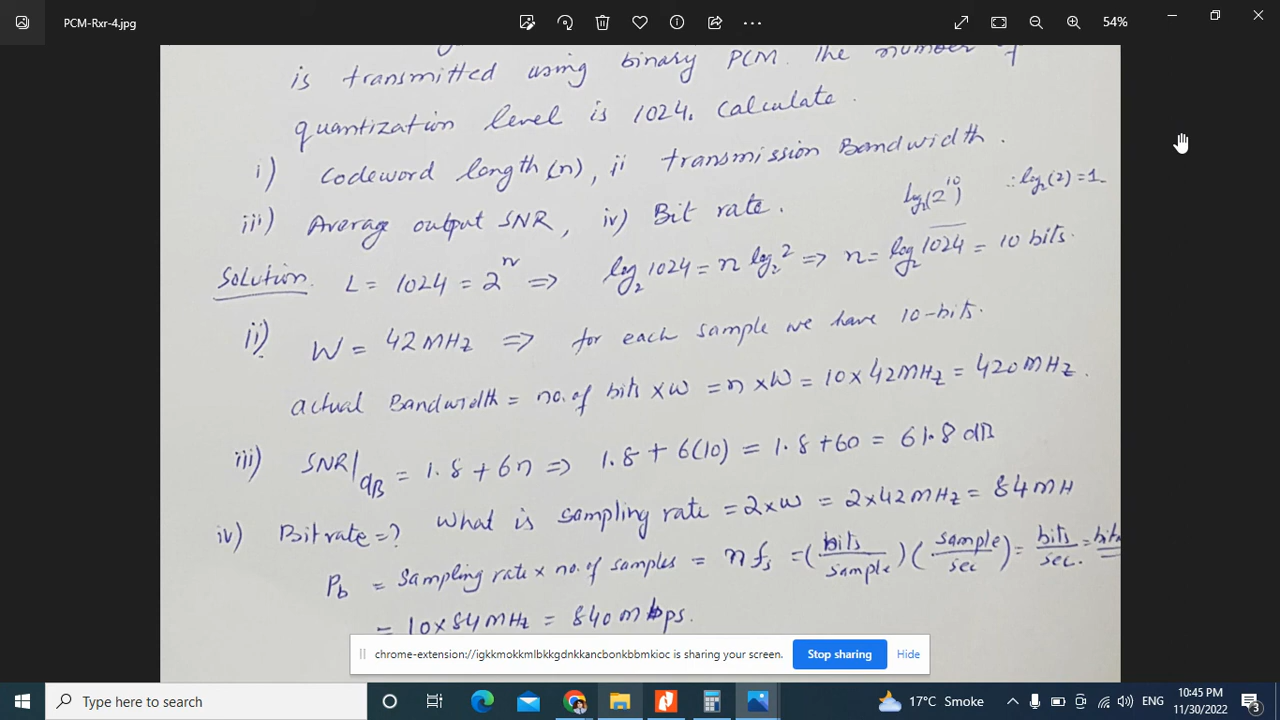 PCM-Rxr-4.jpg
54%
is transmitted using binary PCM. The number of
quantization level is 1024. Calculate.
i) Codeword length (n), ii transmission Bandwidth.
iii) Average output SNR, iv) Bit rate.
log₂(2¹⁰) ∴ log₂(2) = 1
Solution. L = 1024 = 2ⁿ ⇒ log₂ 1024 = n log₂ 2 ⇒ n = log₂ 1024 = 10 bits.
ii) W = 42 MHz ⇒ for each sample we have 10-bits.
actual Bandwidth = no. of bits × W = n × W = 10 × 42 MHz = 420 MHz.
iii) SNR|dB = 1.8 + 6n ⇒ 1.8 + 6(10) = 1.8 + 60 = 61.8 dB
iv) Bit rate = ? What is sampling rate = 2 × W = 2 × 42 MHz = 84 MH
Pb = Sampling rate × no. of samples = n fs = (bits/sample) (sample/sec) = bits/sec. =
= 10 × 84 MHz = 840 Mbps.
chrome-extension://igkkmokkmlbkkgdnkkancbonkbbmkioc is sharing your screen. Stop sharing Hide
Type here to search
17°C Smoke
ENG
10:45 PM
11/30/2022
3